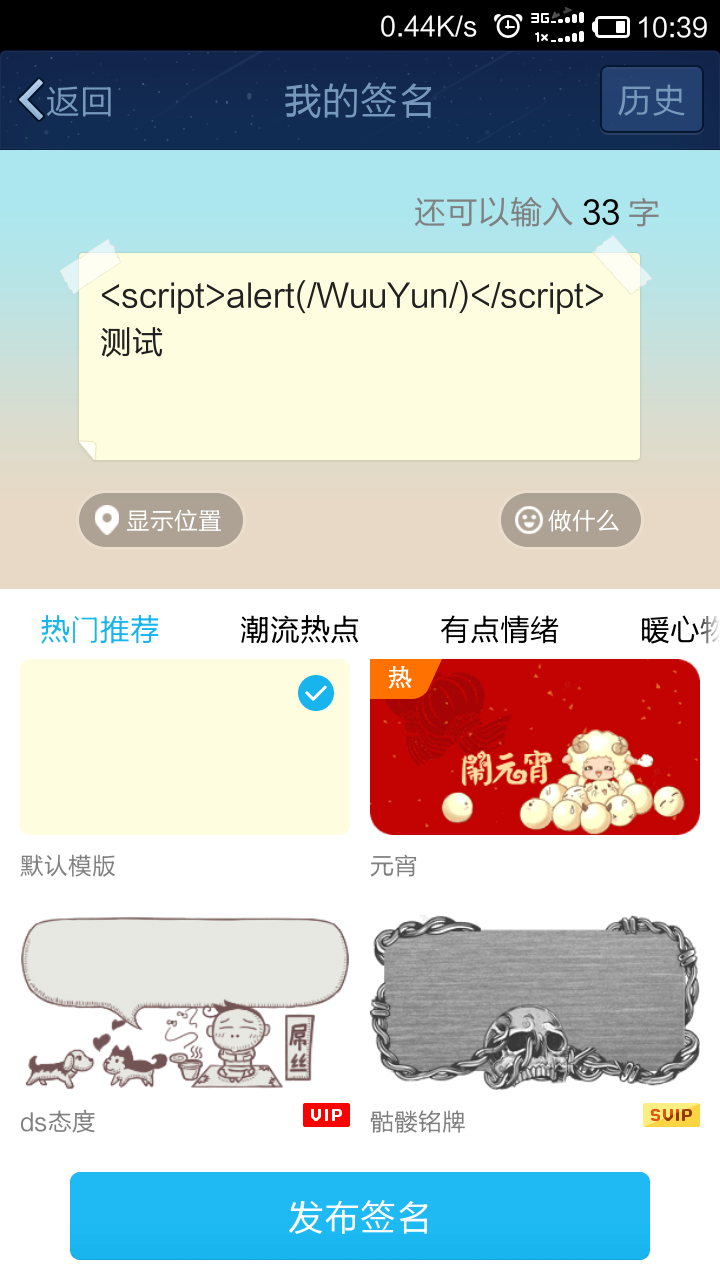 0.44K/s 3G 1× 10:39
返回 我的签名 历史
还可以输入 33 字
<script>alert(/WuuYun/)</script>
测试
显示位置 做什么
热门推荐 潮流热点 有点情绪 暖心
热
鬧元宵
默认模版 元宵
屌丝
ds态度 VIP 骷髅铭牌 SVIP
发布签名